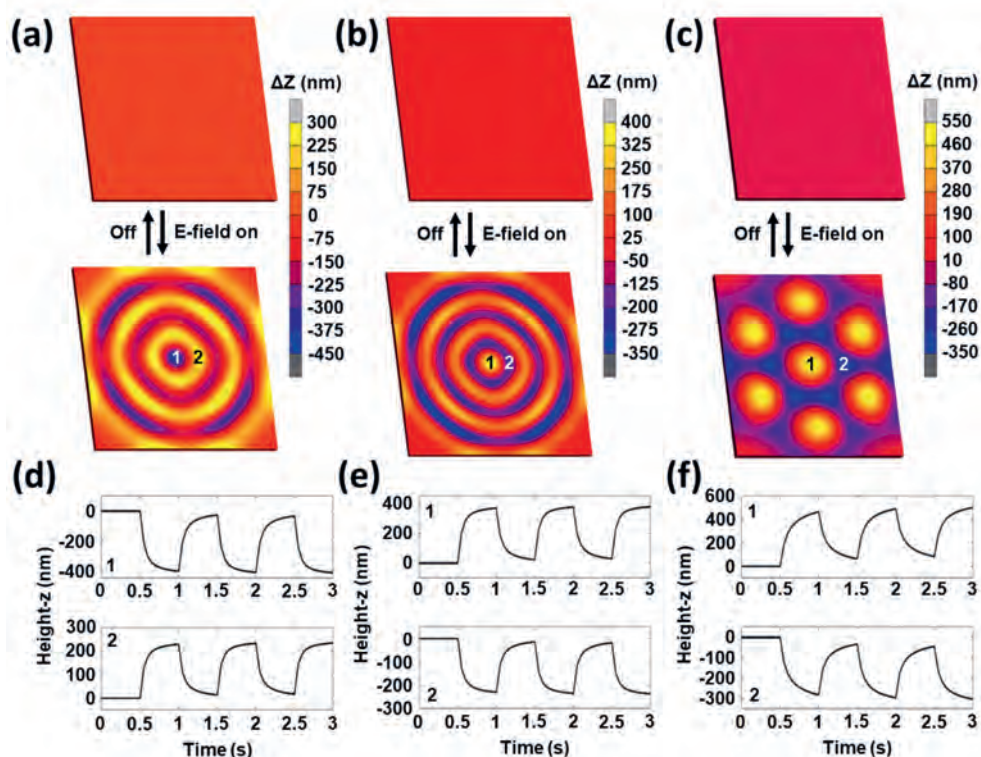 (a)
ΔZ (nm)
300
225
150
75
0
-75
-150
-225
-300
-375
-450
Off E-field on
1 2
(b)
ΔZ (nm)
400
325
250
175
100
25
-50
-125
-200
-275
-350
Off E-field on
1 2
(c)
ΔZ (nm)
550
460
370
280
190
100
10
-80
-170
-260
-350
Off E-field on
1 2
(d)
Height-z (nm)
0
-200
-400
1
0 0.5 1 1.5 2 2.5 3
300
200
100
0
2
0 0.5 1 1.5 2 2.5 3
Time (s)
(e)
Height-z (nm)
400
200
0
1
0 0.5 1 1.5 2 2.5 3
0
-100
-200
-300
2
0 0.5 1 1.5 2 2.5 3
Time (s)
(f)
Height-z (nm)
600
400
200
0
1
0 0.5 1 1.5 2 2.5 3
0
-100
-200
-300
2
0 0.5 1 1.5 2 2.5 3
Time (s)